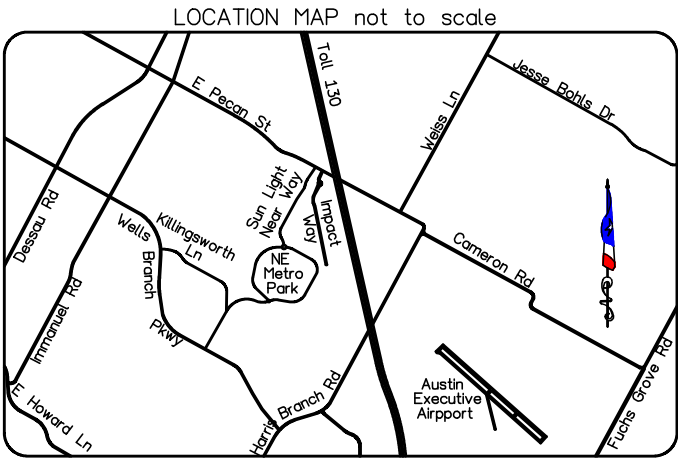 LOCATION MAP not to scale
Toll 130
Jesse Bohls Dr
E Pecan St
Weiss Ln
Sun Light
Near Way
Impact
Way
Dessau Rd
Wells
Branch
Pkwy
Killingsworth
Ln
NE
Metro
Park
Cameron Rd
Immanuel Rd
Fuchs Grove Rd
Austin
Executive
Airpport
E Howard Ln
Harris Branch Rd